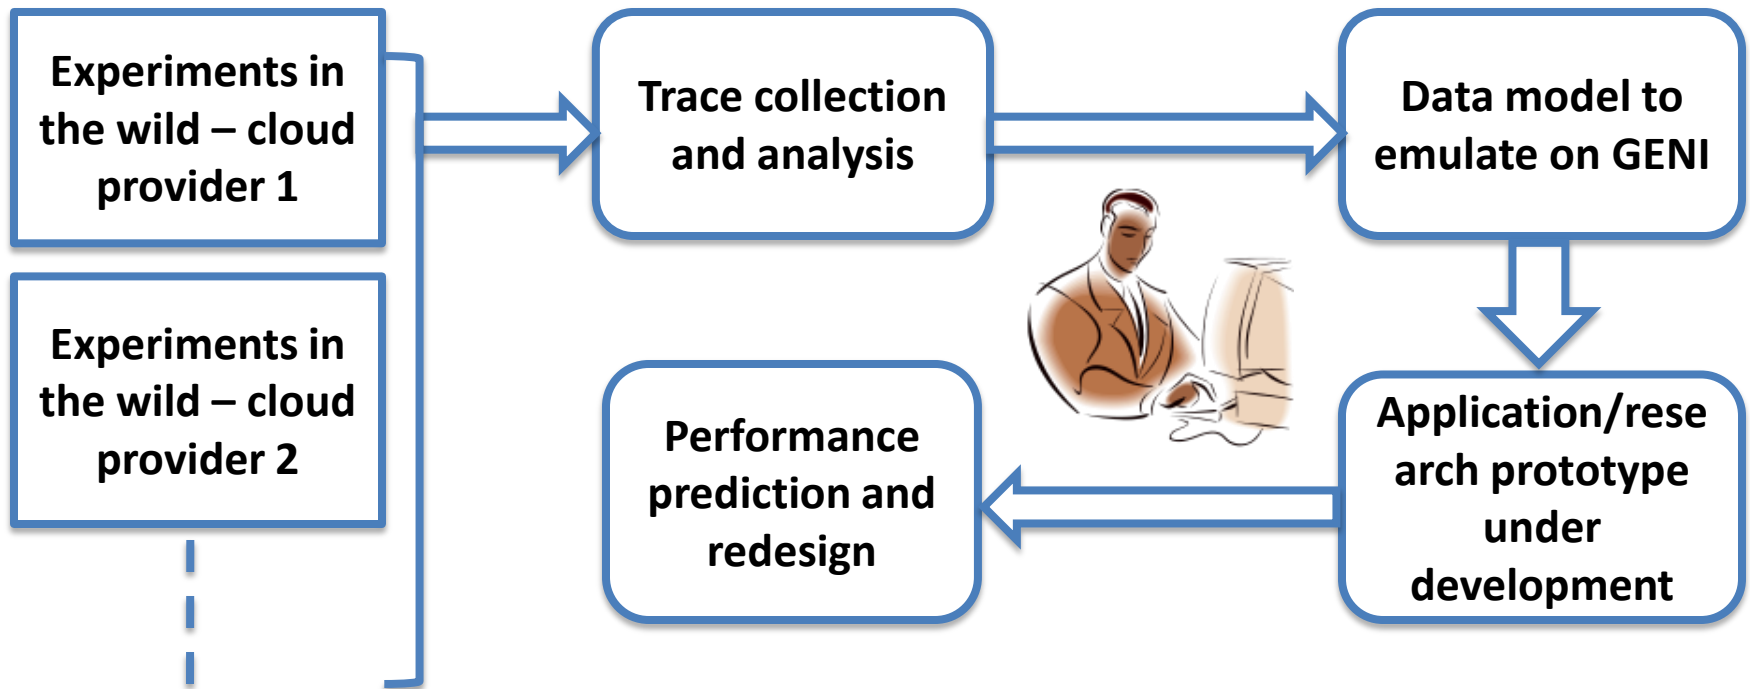 Experiments in
the wild – cloud
provider 1
Trace collection
and analysis
Data model to
emulate on GENI
Experiments in
the wild – cloud
provider 2
Performance
prediction and
redesign
Application/rese
arch prototype
under
development